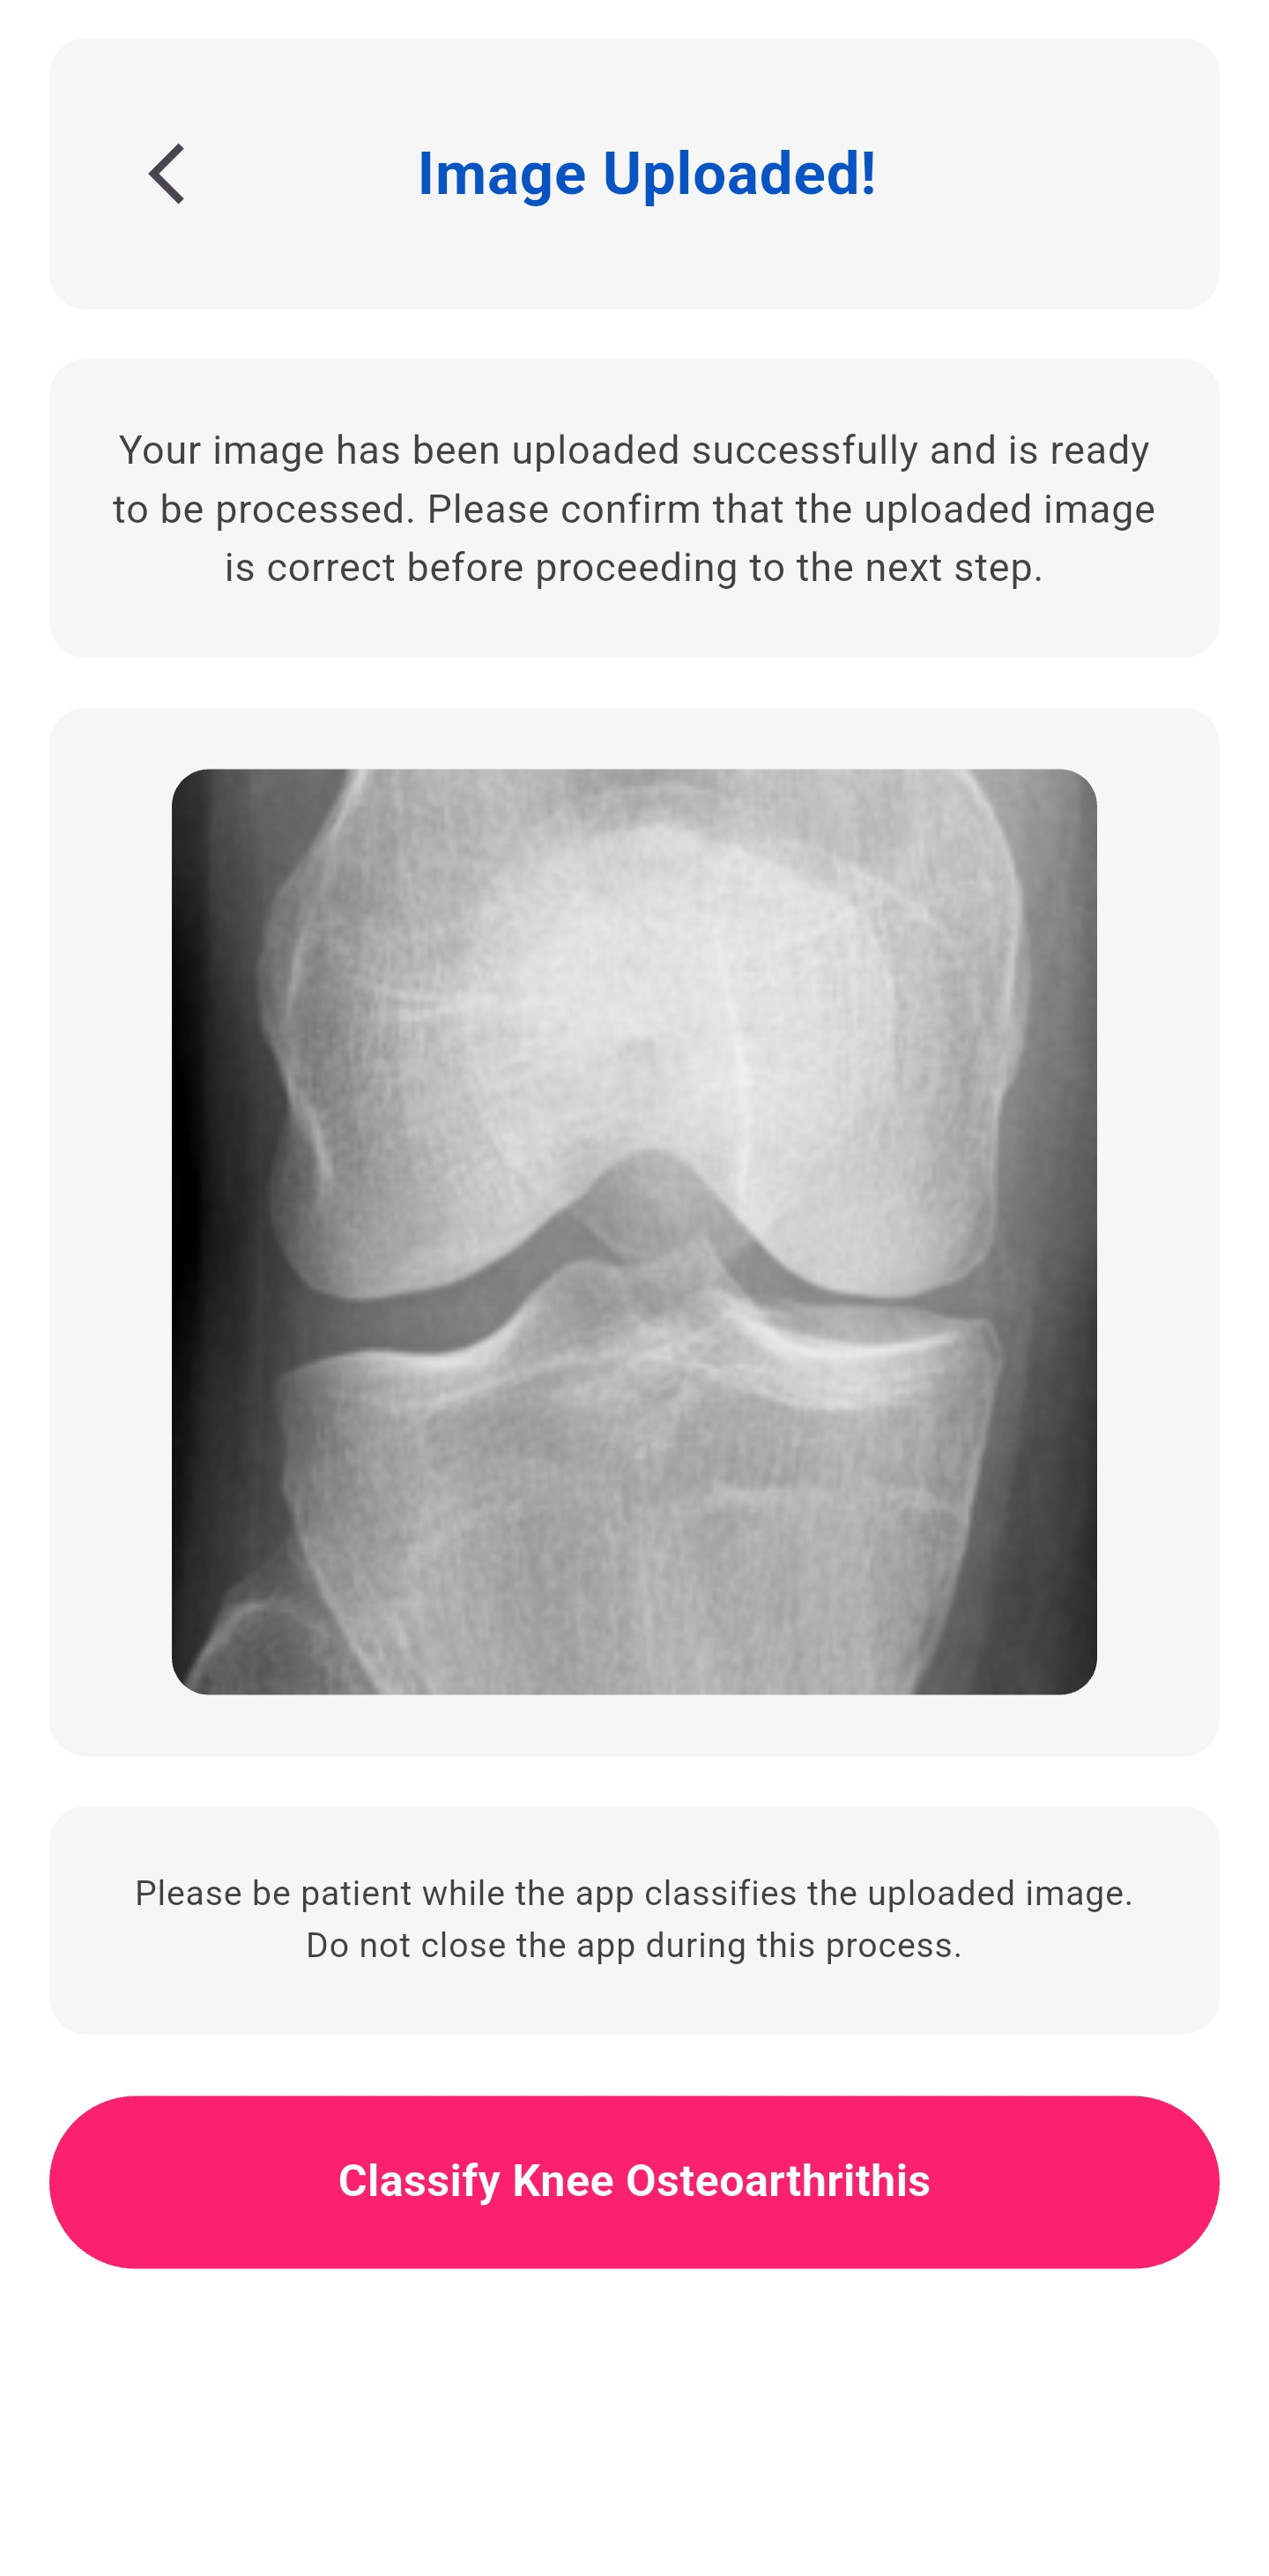 Image Uploaded!
Your image has been uploaded successfully and is ready
to be processed. Please confirm that the uploaded image
is correct before proceeding to the next step.
Please be patient while the app classifies the uploaded image.
Do not close the app during this process.
Classify Knee Osteoarthrithis